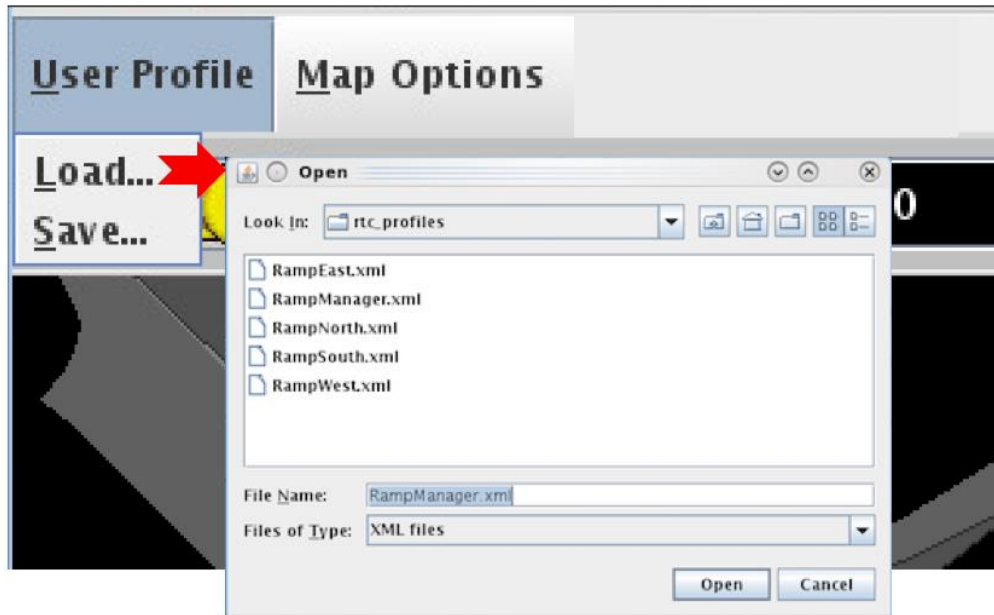 User Profile Map Options
Load...
Save...
Open
0
Look In: rtc_profiles
RampEast.xml
RampManager.xml
RampNorth.xml
RampSouth.xml
RampWest.xml
File Name: RampManager.xml
Files of Type: XML files
Open Cancel